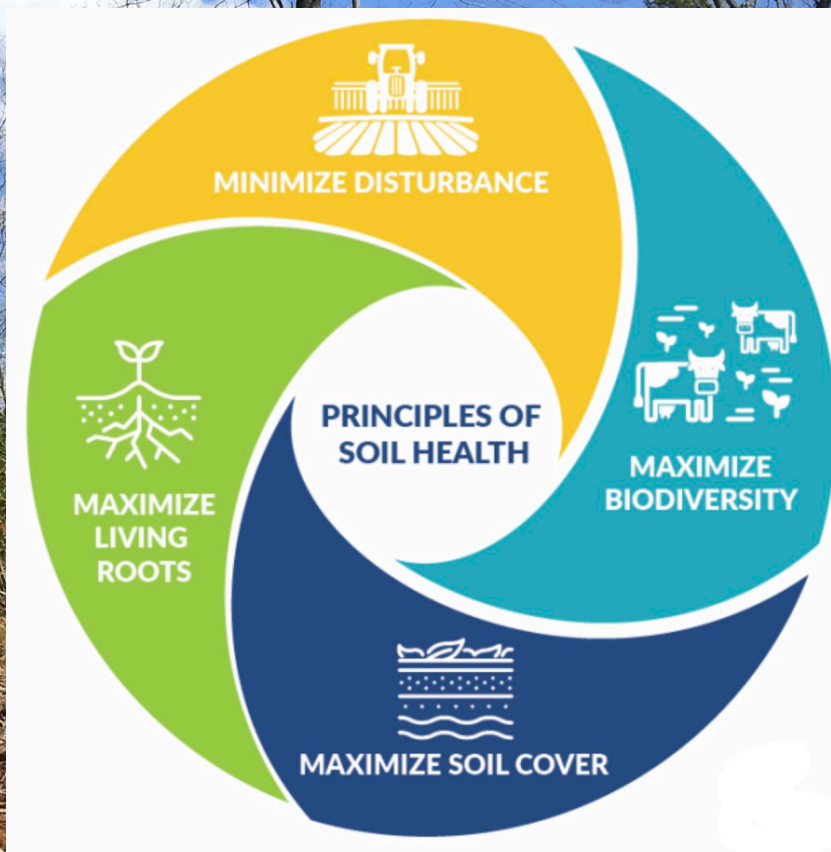 MINIMIZE DISTURBANCE
MAXIMIZE
BIODIVERSITY
PRINCIPLES OF
SOIL HEALTH
MAXIMIZE
LIVING
ROOTS
MAXIMIZE SOIL COVER